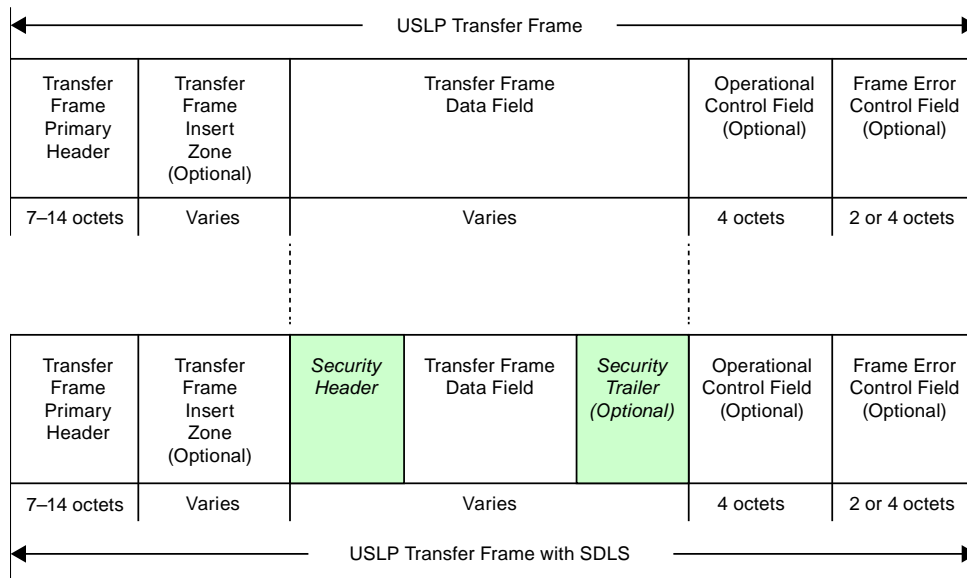 USLP Transfer Frame
Transfer
Frame
Primary
Header
Transfer
Frame
Insert
Zone
(Optional)
Transfer Frame
Data Field
Operational
Control Field
(Optional)
Frame Error
Control Field
(Optional)
7–14 octets
Varies
Varies
4 octets
2 or 4 octets
Transfer
Frame
Primary
Header
Transfer
Frame
Insert
Zone
(Optional)
Security
Header
Transfer Frame
Data Field
Security
Trailer
(Optional)
Operational
Control Field
(Optional)
Frame Error
Control Field
(Optional)
7–14 octets
Varies
Varies
4 octets
2 or 4 octets
USLP Transfer Frame with SDLS